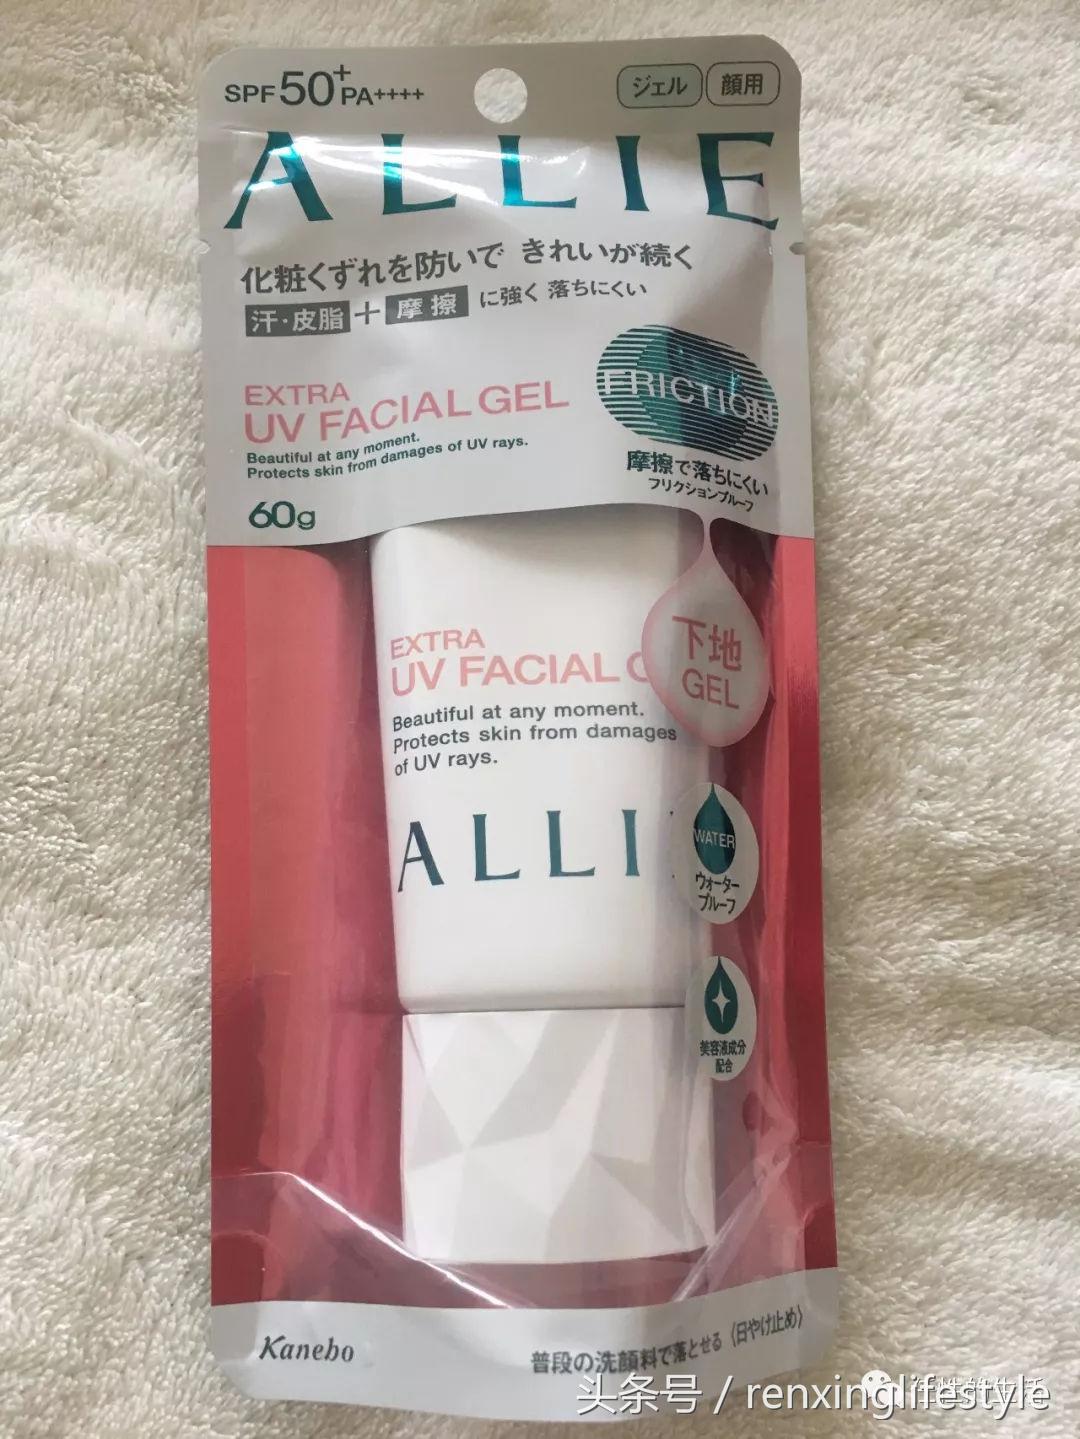 SPF50+ PA++++
ジェル 顔用
ALLIE
化粧くずれを防いで きれいが続く
汗・皮脂 + 摩擦 に強く 落ちにくい
EXTRA
UV FACIAL GEL
Beautiful at any moment.
Protects skin from damages of UV rays.
60g
FRICTION
摩擦で落ちにくい
フリクションプルーフ
EXTRA
UV FACIAL G
Beautiful at any moment.
Protects skin from damages
of UV rays.
下地
GEL
ALLI
WATER
ウォーター
プルーフ
美容液成分
配合
Kanebo
普段の洗顔料で落とせる〈日やけ止め〉
任性的生活
头条号 / renxinglifestyle